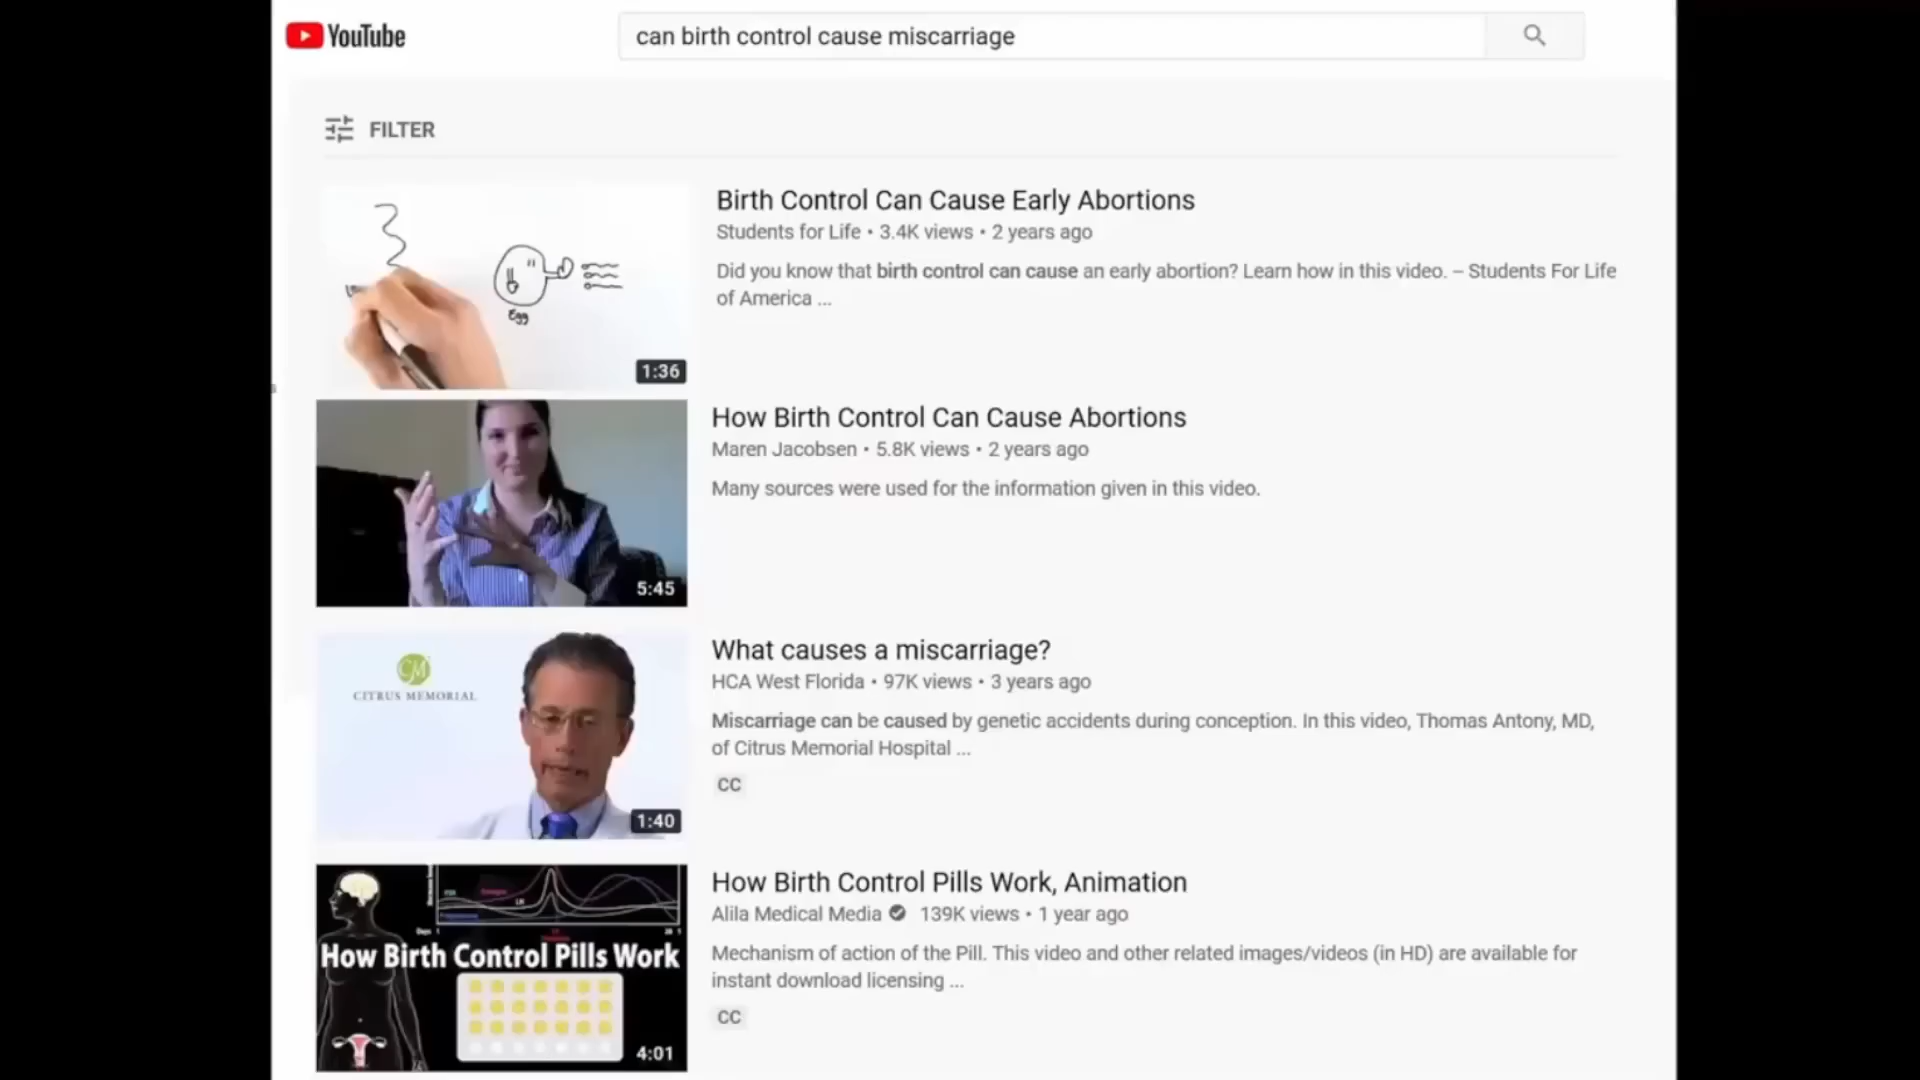 YouTube
can birth control cause miscarriage
FILTER
Birth Control Can Cause Early Abortions
Students for Life • 3.4K views • 2 years ago
Did you know that birth control can cause an early abortion? Learn how in this video. – Students For Life
of America ...
Egg
1:36
How Birth Control Can Cause Abortions
Maren Jacobsen • 5.8K views • 2 years ago
Many sources were used for the information given in this video.
5:45
What causes a miscarriage?
HCA West Florida • 97K views • 3 years ago
CM
CITRUS MEMORIAL
Miscarriage can be caused by genetic accidents during conception. In this video, Thomas Antony, MD,
of Citrus Memorial Hospital ...
CC
1:40
How Birth Control Pills Work, Animation
Alila Medical Media 139K views • 1 year ago
LH
Days 1
28 1
How Birth Control Pills Work
Mechanism of action of the Pill. This video and other related images/videos (in HD) are available for
instant download licensing ...
CC
4:01